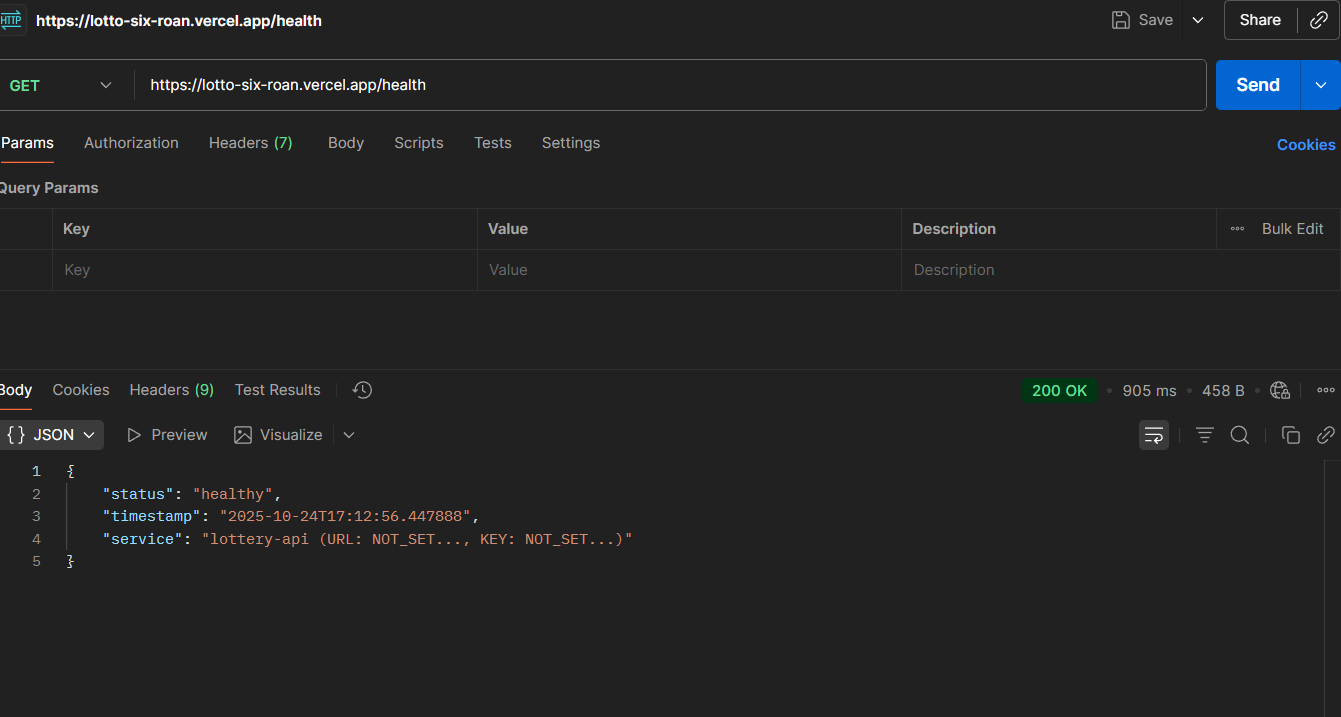 HTTP https://lotto-six-roan.vercel.app/health Save Share
GET https://lotto-six-roan.vercel.app/health Send
Params Authorization Headers (7) Body Scripts Tests Settings Cookies
Query Params
Key Value Description Bulk Edit
Key Value Description
Body Cookies Headers (9) Test Results 200 OK 905 ms 458 B
{} JSON Preview Visualize
1 {
2 "status": "healthy",
3 "timestamp": "2025-10-24T17:12:56.447888",
4 "service": "lottery-api (URL: NOT_SET..., KEY: NOT_SET...)"
5 }